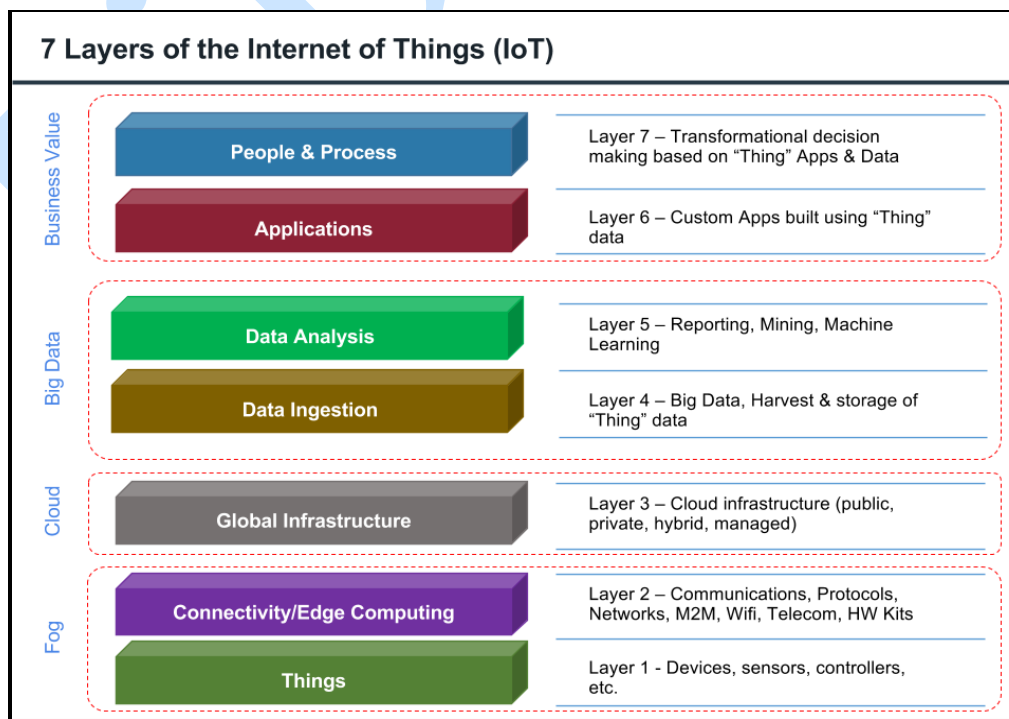 7 Layers of the Internet of Things (IoT)
Business Value
People & Process
Layer 7 – Transformational decision
making based on “Thing” Apps & Data
Applications
Layer 6 – Custom Apps built using “Thing”
data
Big Data
Data Analysis
Layer 5 – Reporting, Mining, Machine
Learning
Data Ingestion
Layer 4 – Big Data, Harvest & storage of
“Thing” data
Cloud
Global Infrastructure
Layer 3 – Cloud infrastructure (public,
private, hybrid, managed)
Fog
Connectivity/Edge Computing
Layer 2 – Communications, Protocols,
Networks, M2M, Wifi, Telecom, HW Kits
Things
Layer 1 - Devices, sensors, controllers,
etc.